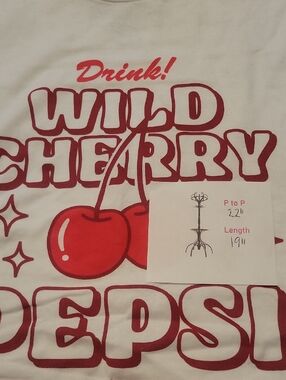 Drink!
WILD
CHERRY
P to P
22"
Length
19"
PEPSI